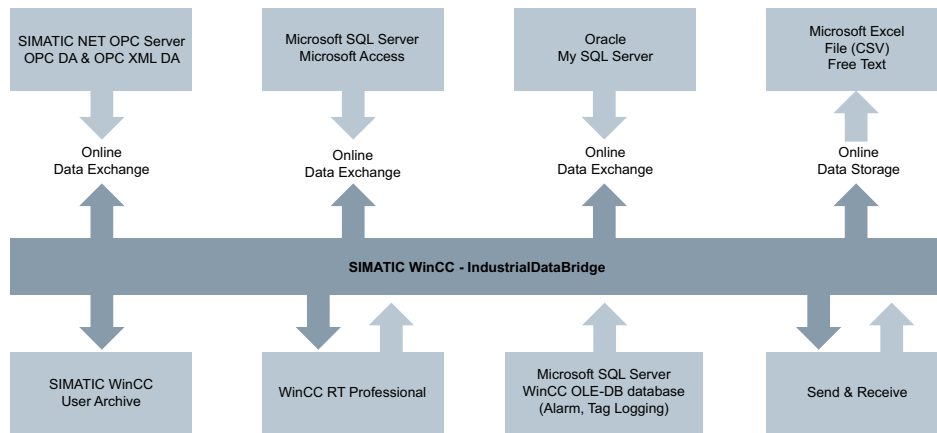 SIMATIC NET OPC Server
OPC DA & OPC XML DA
Microsoft SQL Server
Microsoft Access
Oracle
My SQL Server
Microsoft Excel
File (CSV)
Free Text
Online
Data Exchange
Online
Data Exchange
Online
Data Exchange
Online
Data Storage
SIMATIC WinCC - IndustrialDataBridge
SIMATIC WinCC
User Archive
WinCC RT Professional
Microsoft SQL Server
WinCC OLE-DB database
(Alarm, Tag Logging)
Send & Receive